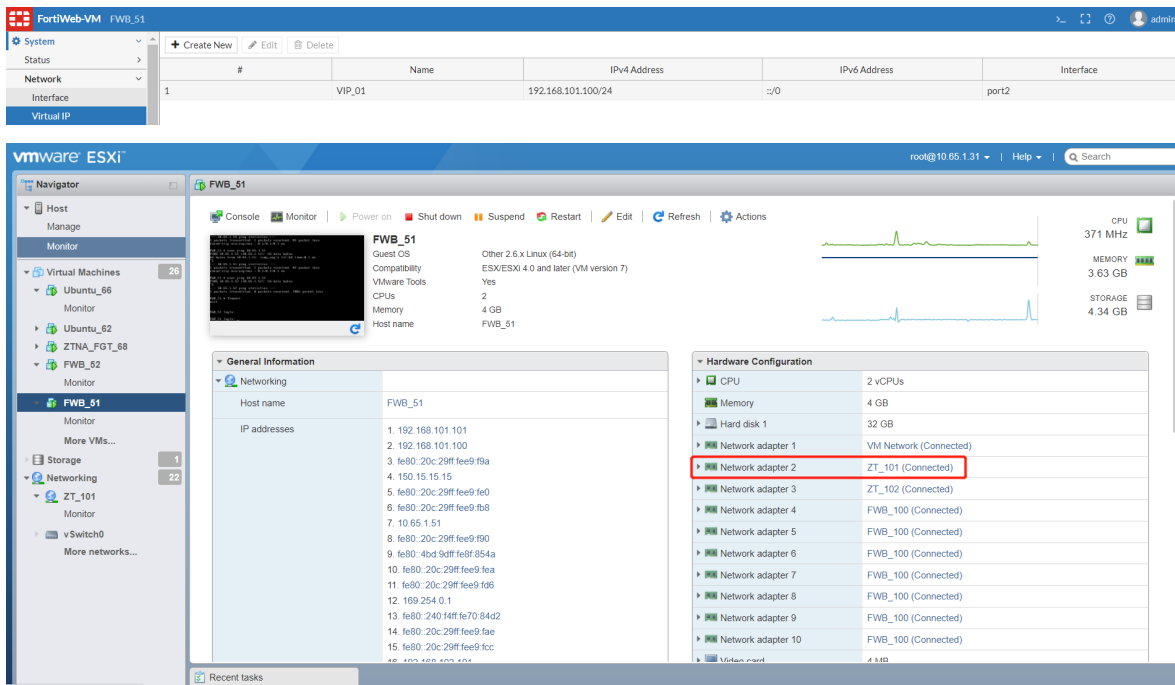 FortiWeb-VM FWB_51 admin
System
Status
Network
Interface
Virtual IP
Create New Edit Delete
# Name IPv4 Address IPv6 Address Interface
1 VIP_01 192.168.101.100/24 ::/0 port2
vmware ESXi
root@10.65.1.31 | Help | Search
Navigator
Host
Manage
Monitor
Virtual Machines 26
Ubuntu_66
Monitor
Ubuntu_62
ZTNA_FGT_68
FWB_52
Monitor
FWB_51
Monitor
More VMs...
Storage 1
Networking 22
ZT_101
Monitor
vSwitch0
More networks...
FWB_51
Console Monitor | Power on Shut down Suspend Restart | Edit | Refresh | Actions
FWB_51
Guest OS Other 2.6.x Linux (64-bit)
Compatibility ESX/ESXi 4.0 and later (VM version 7)
VMware Tools Yes
CPUs 2
Memory 4 GB
Host name FWB_51
CPU
371 MHz
MEMORY
3.63 GB
STORAGE
4.34 GB
General Information
Networking
Host name FWB_51
IP addresses 1. 192.168.101.101
2. 192.168.101.100
3. fe80::20c:29ff:fee9:f9a
4. 150.15.15.15
5. fe80::20c:29ff:fee9:fe0
6. fe80::20c:29ff:fee9:fb8
7. 10.65.1.51
8. fe80::20c:29ff:fee9:f90
9. fe80::4bd:9dff:fe8f:854a
10. fe80::20c:29ff:fee9:fea
11. fe80::20c:29ff:fee9:fd6
12. 169.254.0.1
13. fe80::240:f4ff:fe70:84d2
14. fe80::20c:29ff:fee9:fae
15. fe80::20c:29ff:fee9:fcc
Hardware Configuration
CPU 2 vCPUs
Memory 4 GB
Hard disk 1 32 GB
Network adapter 1 VM Network (Connected)
Network adapter 2 ZT_101 (Connected)
Network adapter 3 ZT_102 (Connected)
Network adapter 4 FWB_100 (Connected)
Network adapter 5 FWB_100 (Connected)
Network adapter 6 FWB_100 (Connected)
Network adapter 7 FWB_100 (Connected)
Network adapter 8 FWB_100 (Connected)
Network adapter 9 FWB_100 (Connected)
Network adapter 10 FWB_100 (Connected)
Video card 4 MB
Recent tasks